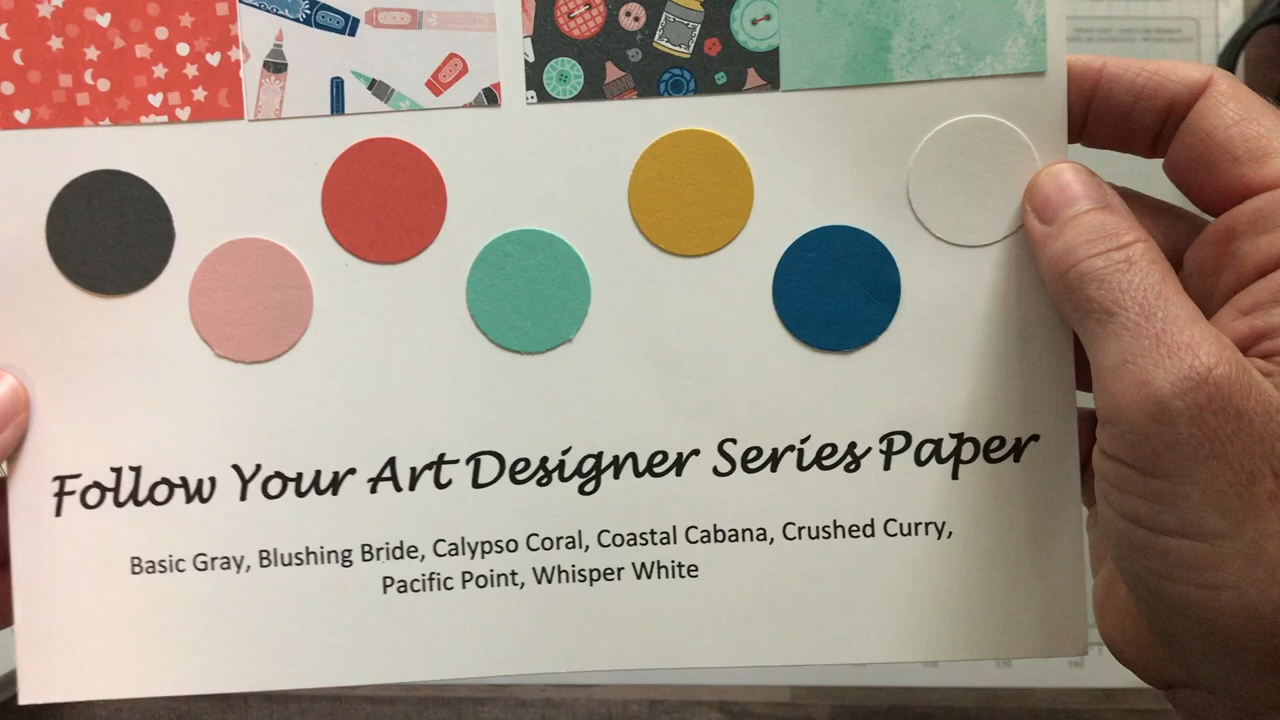 Follow Your Art Designer Series Paper
Basic Gray, Blushing Bride, Calypso Coral, Coastal Cabana, Crushed Curry,
Pacific Point, Whisper White